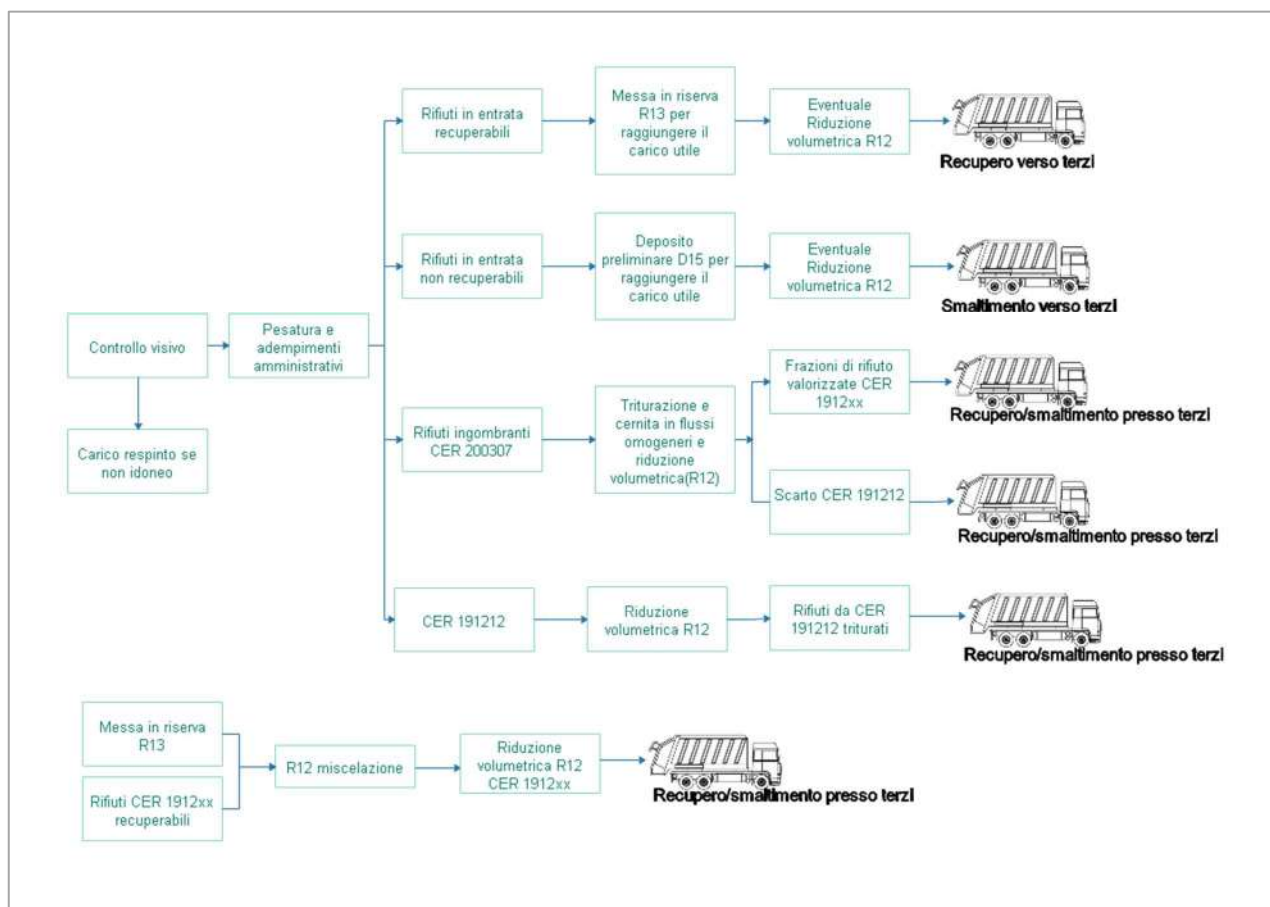 Rifiuti in entrata
recuperabili
Messa in riserva
R13 per
raggiungere il
carico utile
Eventuale
Riduzione
volumetrica R12
Recupero verso terzi
Rifiuti in entrata
non recuperabili
Deposito
preliminare D15 per
raggiungere il
carico utile
Eventuale
Riduzione
volumetrica R12
Smaltimento verso terzi
Controllo visivo
Pesatura e
adempimenti
amministrativi
Carico respinto se
non idoneo
Rifiuti ingombranti
CER 200307
Triturazione e
cernita in flussi
omogeneri e
riduzione
volumetrica(R12)
Frazioni di rifiuto
valorizzate CER
1912xx
Recupero/smaltimento presso terzi
Scarto CER 191212
Recupero/smaltimento presso terzi
CER 191212
Riduzione
volumetrica R12
Rifiuti da CER
191212 triturati
Recupero/smaltimento presso terzi
Messa in riserva
R13
Rifiuti CER 1912xx
recuperabili
R12 miscelazione
Riduzione
volumetrica R12
CER 1912xx
Recupero/smaltimento presso terzi